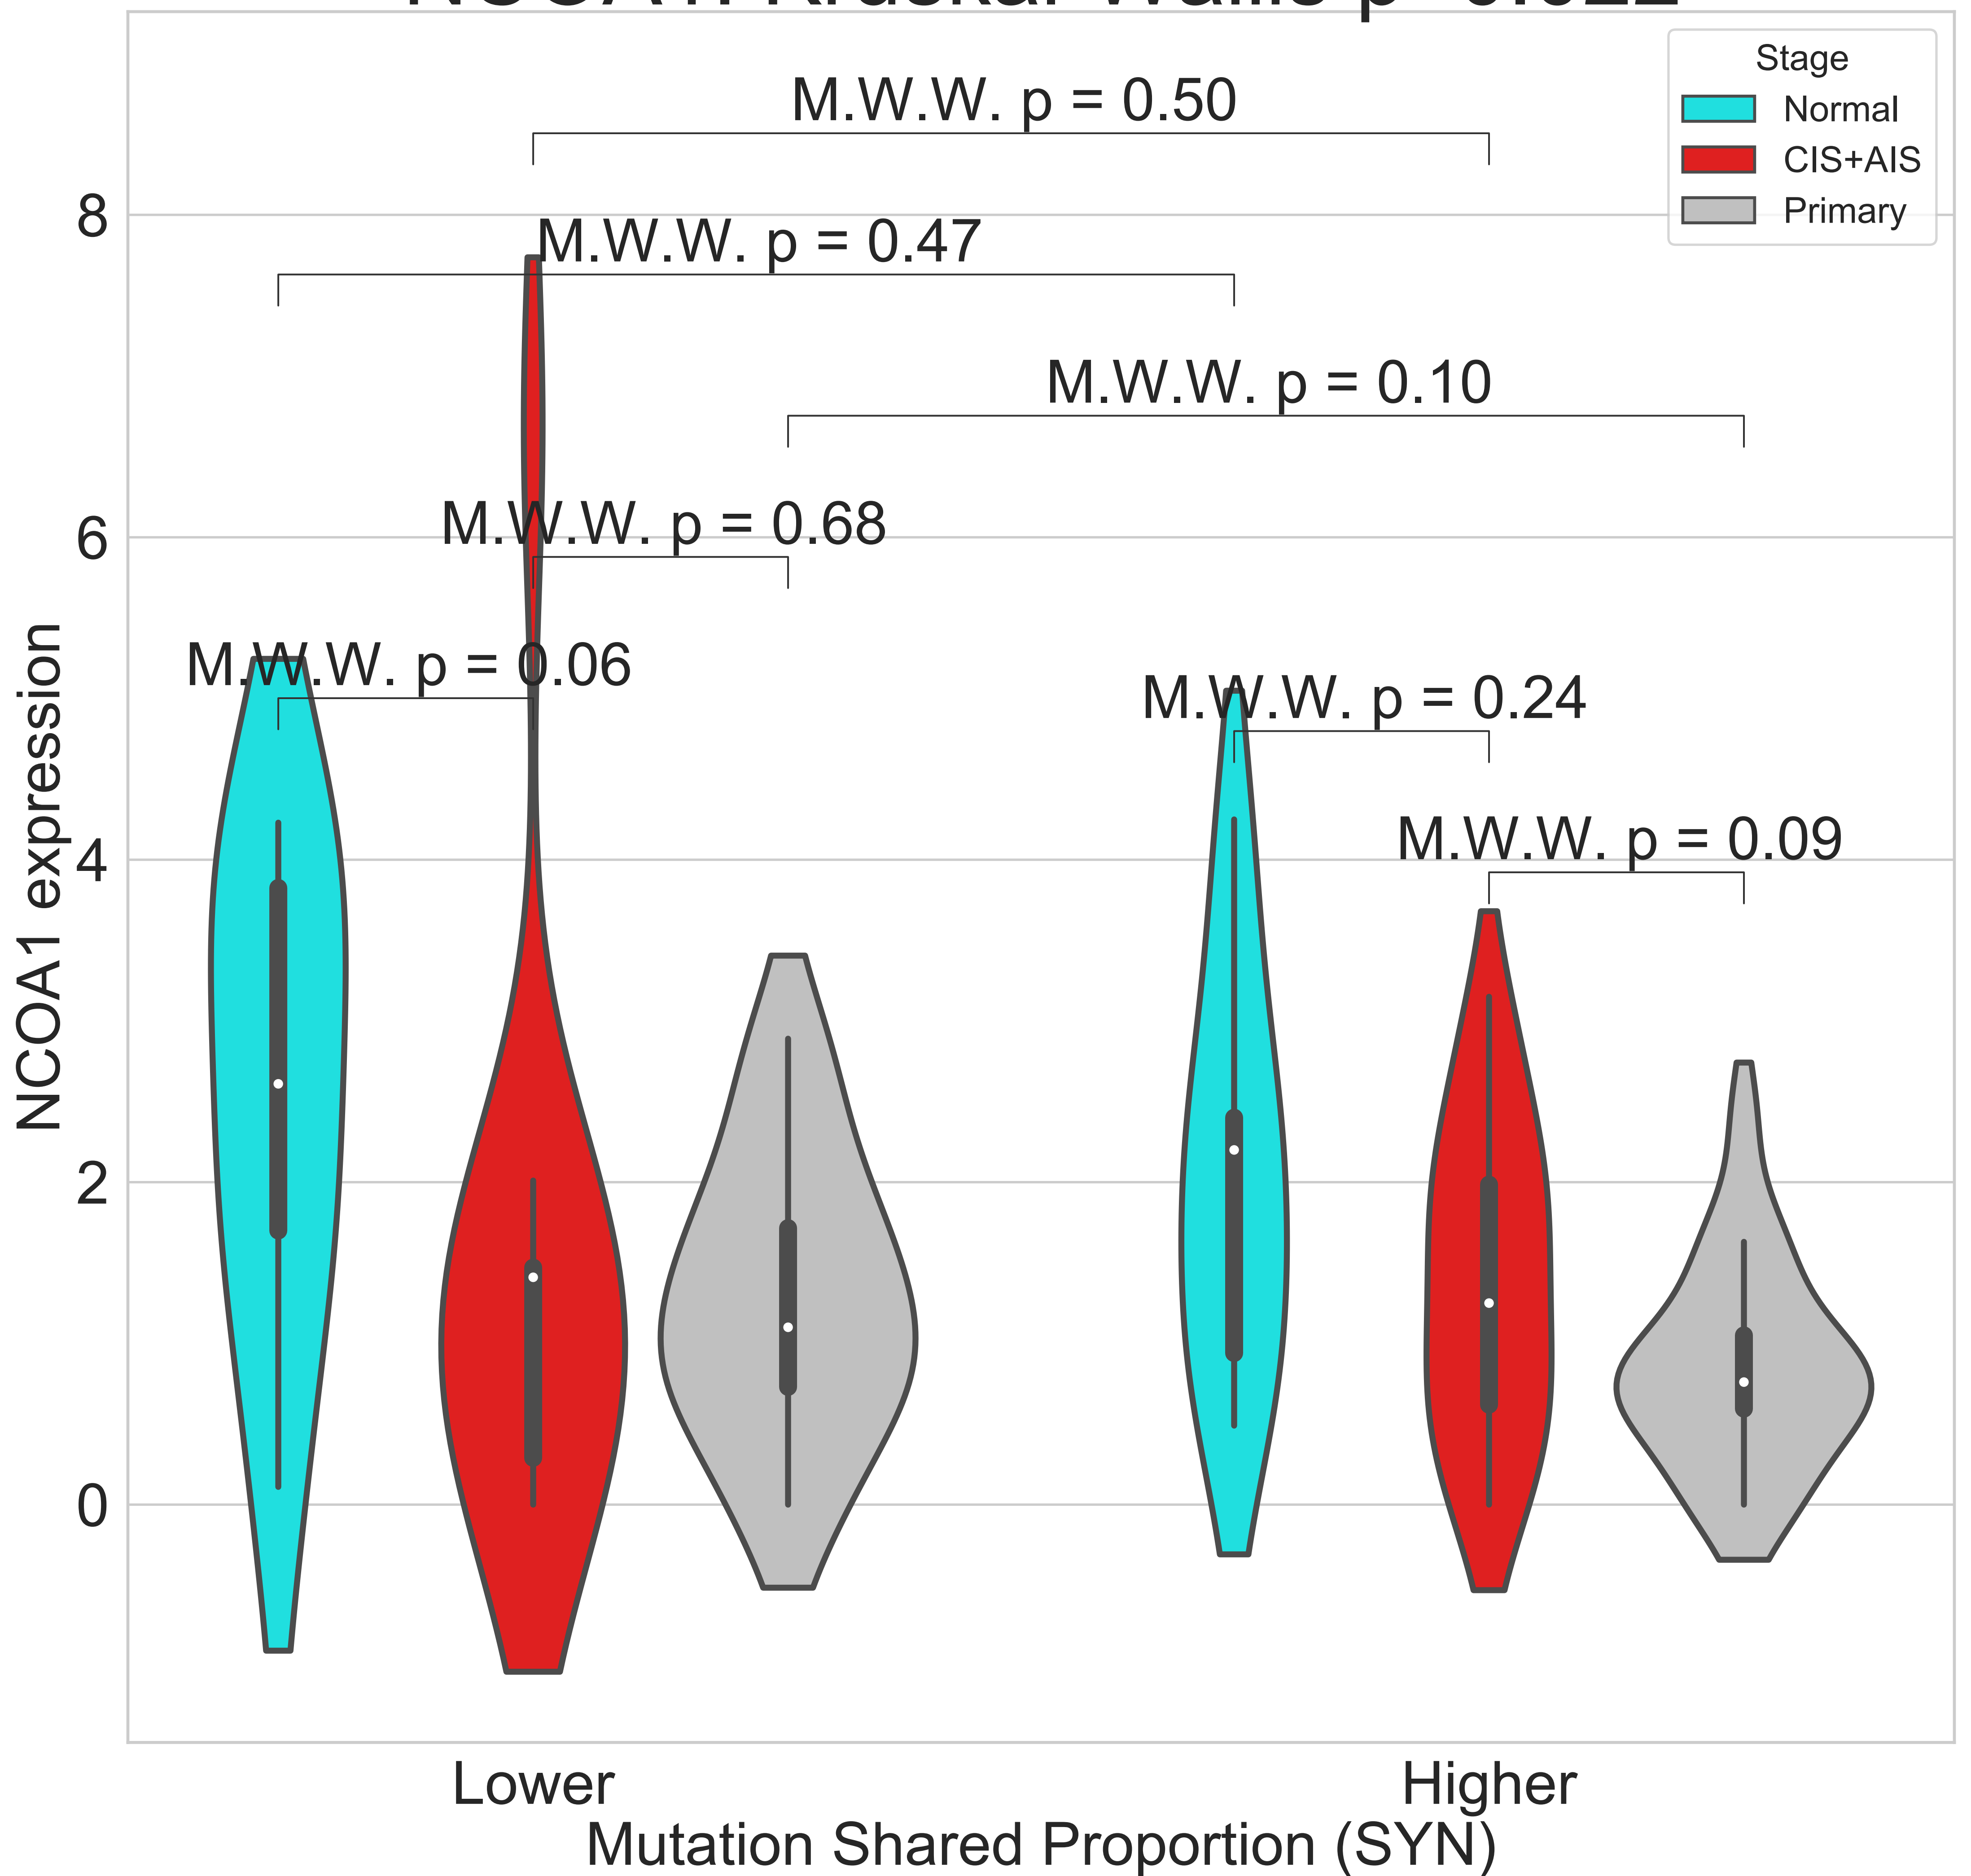 Stage
Normal
CIS+AIS
Primary
M.W.W. p = 0.50
M.W.W. p = 0.47
M.W.W. p = 0.10
M.W.W. p = 0.68
M.W.W. p = 0.06
M.W.W. p = 0.24
M.W.W. p = 0.09
8
6
4
2
0
NCOA1 expression
Lower
Higher
Mutation Shared Proportion (SYN)